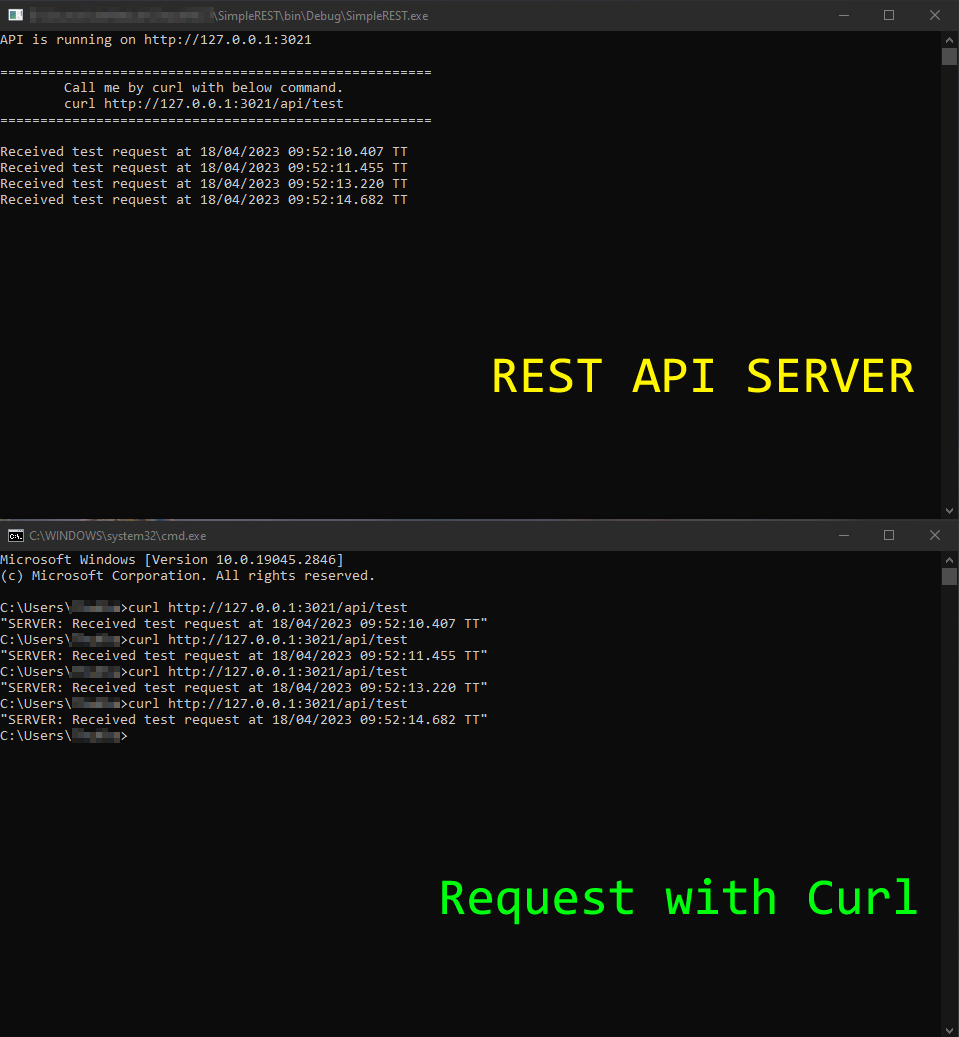 \SimpleREST\bin\Debug\SimpleREST.exe
API is running on http://127.0.0.1:3021
======================================================
Call me by curl with below command.
curl http://127.0.0.1:3021/api/test
======================================================
Received test request at 18/04/2023 09:52:10.407 TT
Received test request at 18/04/2023 09:52:11.455 TT
Received test request at 18/04/2023 09:52:13.220 TT
Received test request at 18/04/2023 09:52:14.682 TT
REST API SERVER
C:\WINDOWS\system32\cmd.exe
Microsoft Windows [Version 10.0.19045.2846]
(c) Microsoft Corporation. All rights reserved.
C:\Users\>curl http://127.0.0.1:3021/api/test
"SERVER: Received test request at 18/04/2023 09:52:10.407 TT"
C:\Users\>curl http://127.0.0.1:3021/api/test
"SERVER: Received test request at 18/04/2023 09:52:11.455 TT"
C:\Users\>curl http://127.0.0.1:3021/api/test
"SERVER: Received test request at 18/04/2023 09:52:13.220 TT"
C:\Users\>curl http://127.0.0.1:3021/api/test
"SERVER: Received test request at 18/04/2023 09:52:14.682 TT"
C:\Users\>
Request with Curl